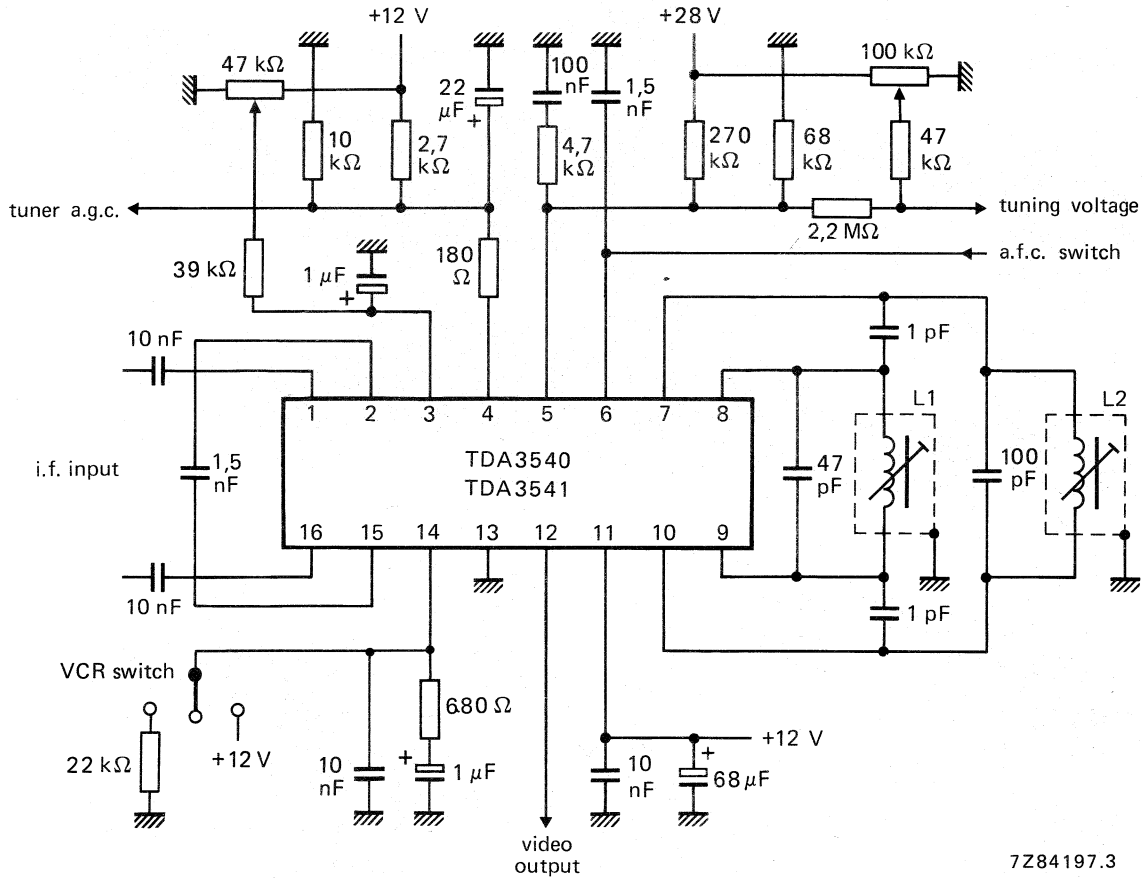 +12 V
+28 V
47 kΩ
100 kΩ
22
µF
+
100
nF
1,5
nF
10
kΩ
2,7
kΩ
4,7
kΩ
270
kΩ
68
kΩ
47
kΩ
tuner a.g.c.
tuning voltage
2,2 MΩ
39 kΩ
1 µF
+
180
Ω
a.f.c. switch
10 nF
1 pF
1 2 3 4 5 6 7 8
L1
L2
i.f. input
1,5
nF
TDA3540
TDA3541
47
pF
100
pF
16 15 14 13 12 11 10 9
10 nF
1 pF
VCR switch
680 Ω
+12 V
22 kΩ
10
nF
+
1 µF
+12 V
10
nF
+
68 µF
video
output
7Z84197.3